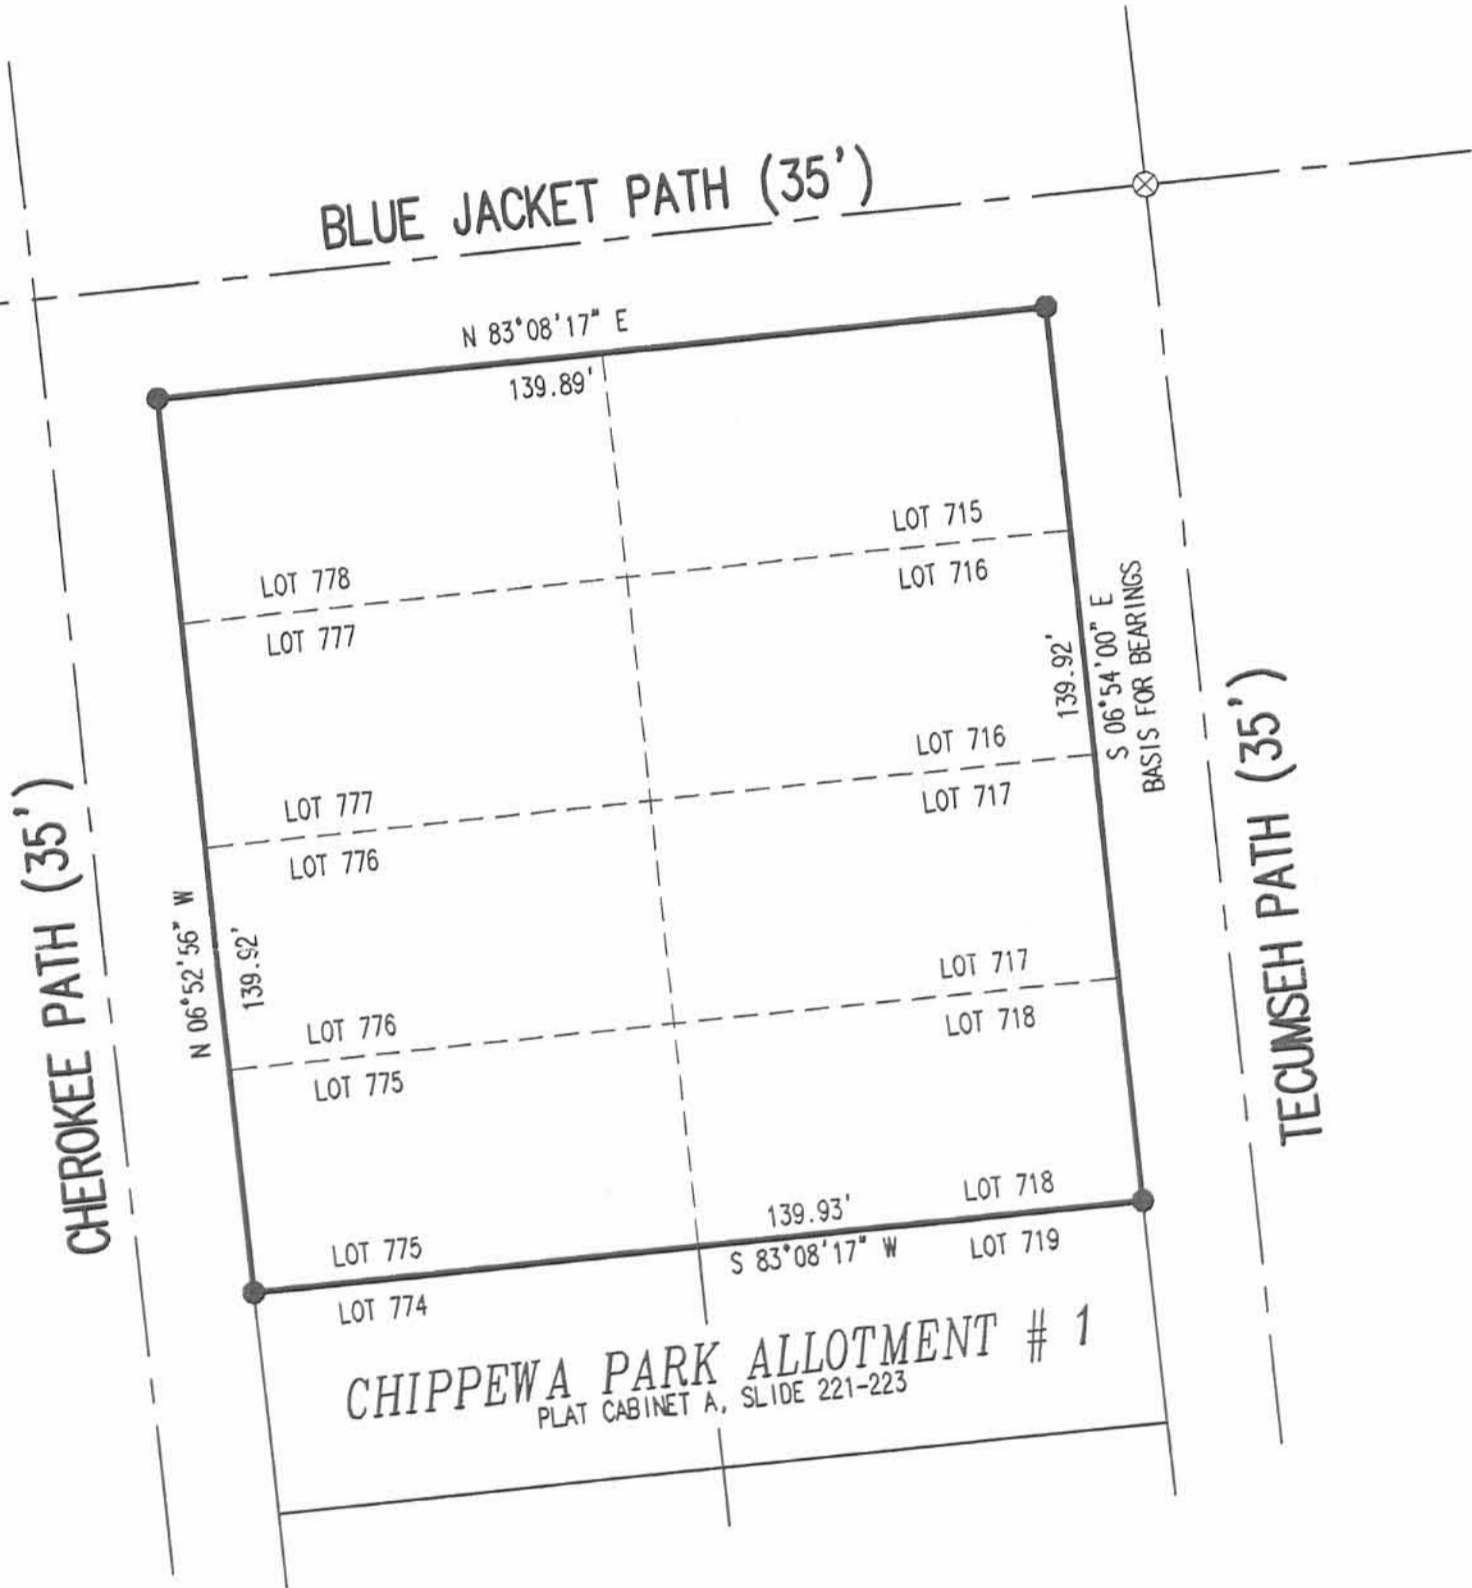 BLUE JACKET PATH (35')
N 83°08'17" E
139.89'
LOT 715
LOT 716
LOT 778
LOT 777
139.92'
S 06°54'00" E
BASIS FOR BEARINGS
TECUMSEH PATH (35')
LOT 716
LOT 717
LOT 777
LOT 776
CHEROKEE PATH (35')
N 06°52'56" W
139.92'
LOT 717
LOT 718
LOT 776
LOT 775
LOT 718
LOT 719
139.93'
S 83°08'17" W
LOT 775
LOT 774
CHIPPEWA PARK ALLOTMENT # 1
PLAT CABINET A, SLIDE 221-223